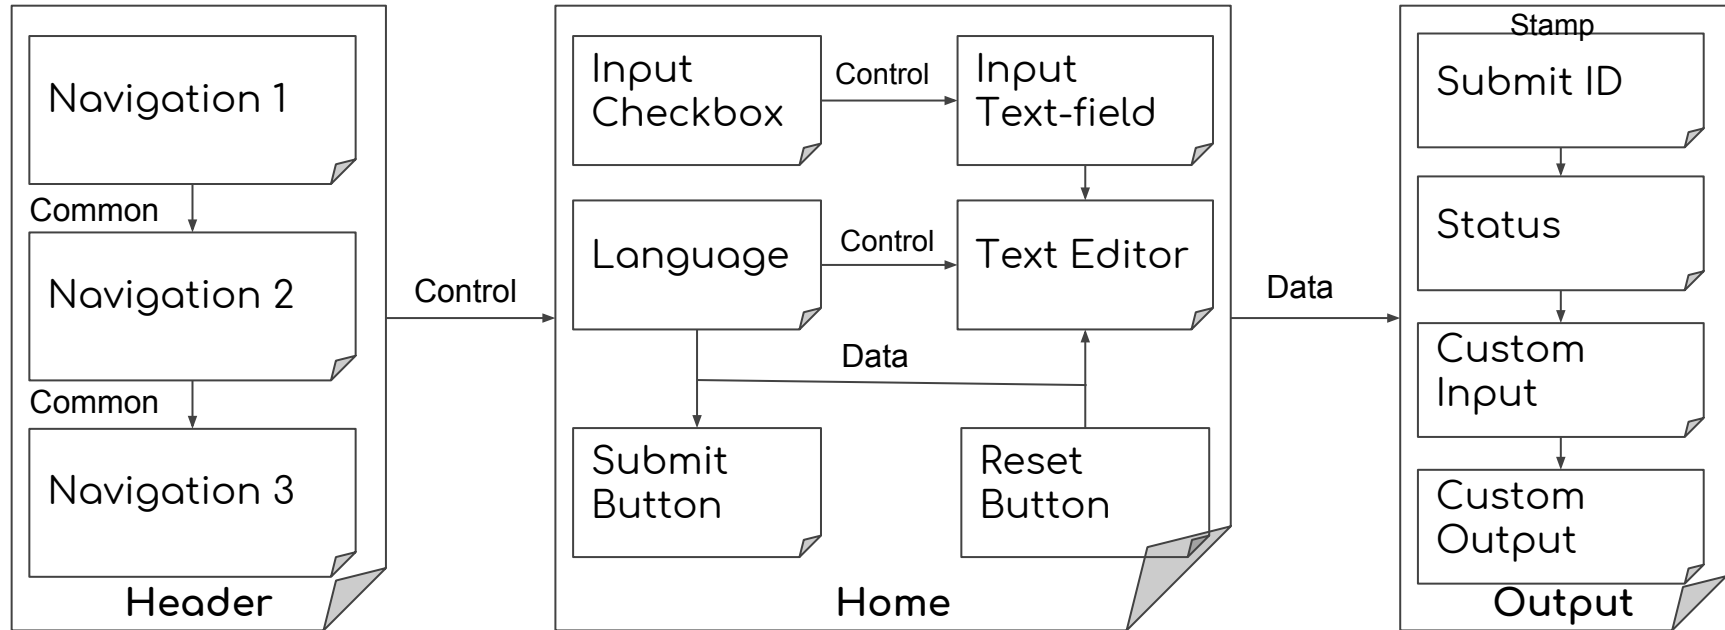 Navigation 1
Common
Navigation 2
Common
Navigation 3
Header
Control
Input
Checkbox
Control
Input
Text-field
Language
Control
Text Editor
Data
Submit
Button
Reset
Button
Home
Data
Stamp
Submit ID
Status
Custom
Input
Custom
Output
Output